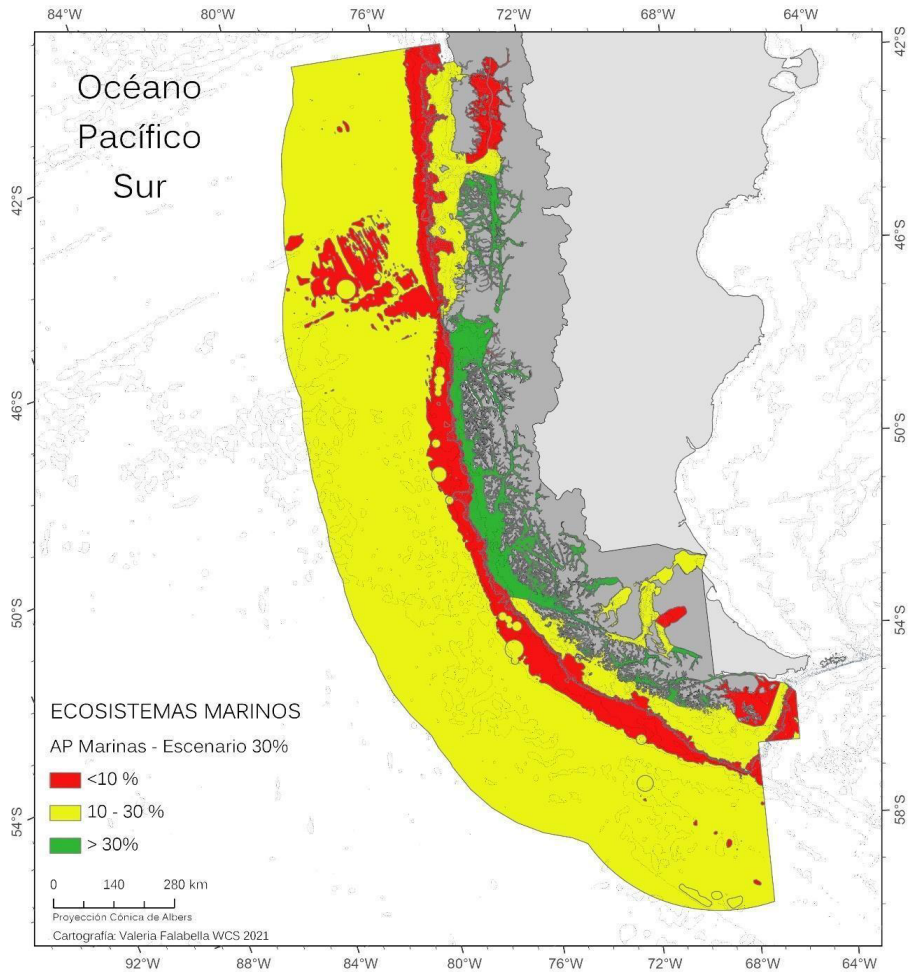 84°W 80°W 76°W 72°W 68°W 64°W
42°S
Océano
Pacífico
Sur
42°S
46°S
46°S
50°S
50°S
54°S
ECOSISTEMAS MARINOS
AP Marinas - Escenario 30%
<10 %
10 - 30 %
> 30%
58°S
54°S
0 140 280 km
Proyección Cónica de Albers
Cartografía: Valeria Falabella WCS 2021
92°W 88°W 84°W 80°W 76°W 72°W 68°W 64°W